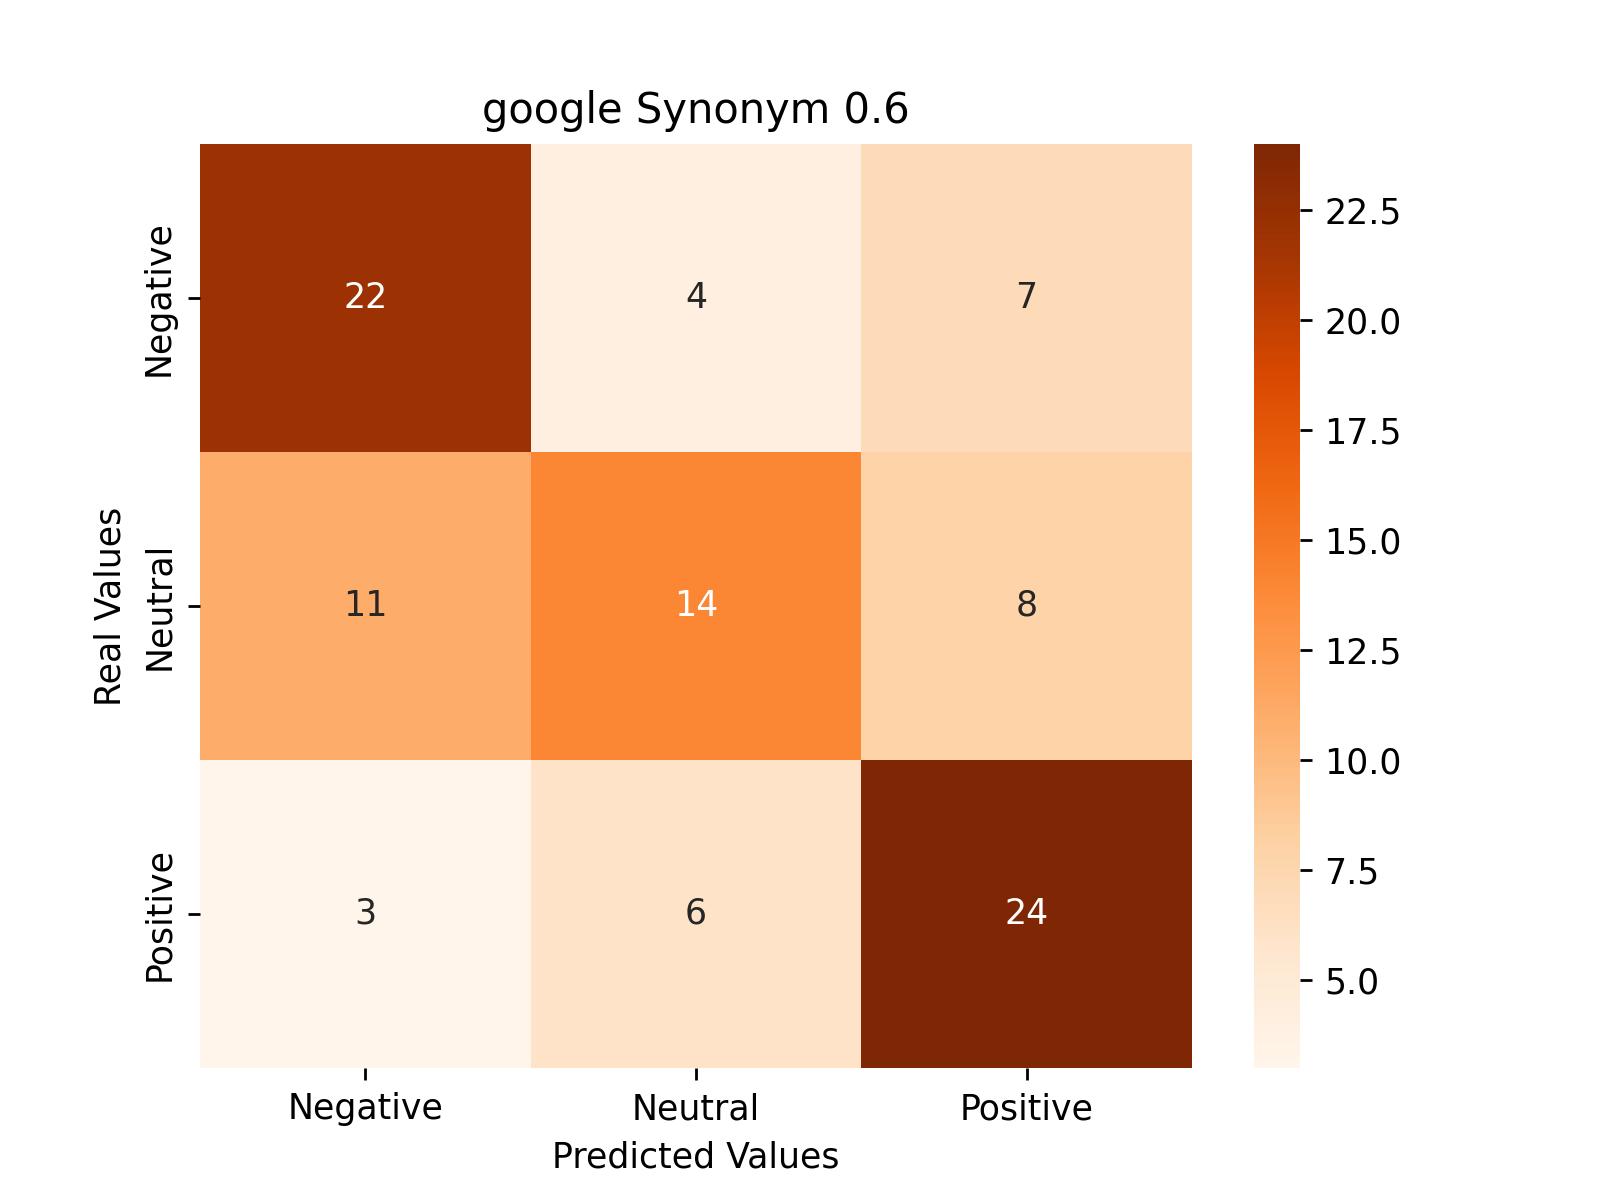 google Synonym 0.6
Real Values
Negative
22 4 7
Neutral
11 14 8
Positive
3 6 24
Negative Neutral Positive
Predicted Values
22.5
20.0
17.5
15.0
12.5
10.0
7.5
5.0